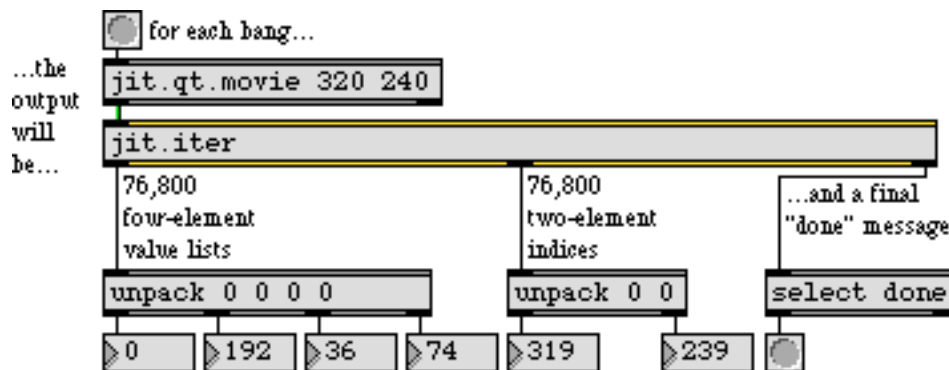 for each bang...
...the
output
will
be...
jit.qt.movie 320 240
jit.iter
76,800
four-element
value lists
76,800
two-element
indices
...and a final
"done" message
unpack 0 0 0 0
unpack 0 0
select done
0
192
36
74
319
239